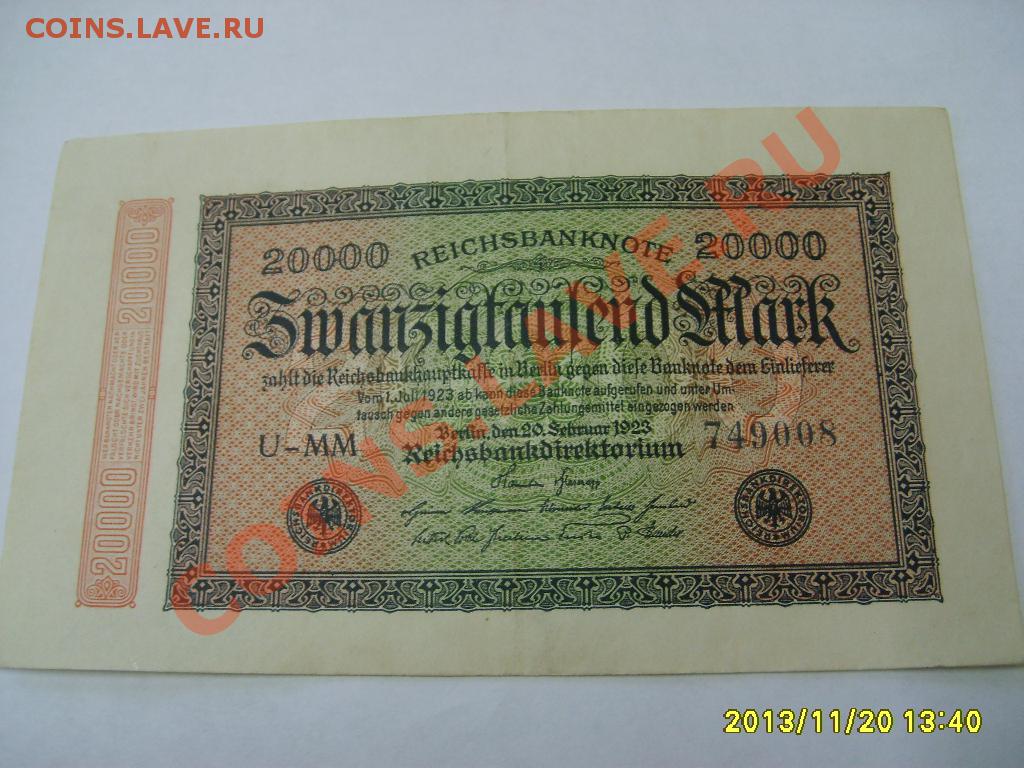 COINS.LAVE.RU
20000 REICHSBANKNOTE 20000
Zwanzigtausend Mark
zahlt die Reichsbankhauptkasse in Berlin gegen diese Banknote dem Einlieferer
Vom 1. Juli 1923 ab kann diese Banknote aufgerufen und unter Um-
tausch gegen andere gesetzliche Zahlungsmittel eingezogen werden
Berlin, den 20. Februar 1923
U-MM 749008
Reichsbankdirektorium
REICHSBANKDIREKTORIUM
REICHSBANKDIREKTORIUM
20000
20000
COINS.LAVE.RU
2013/11/20 13:40